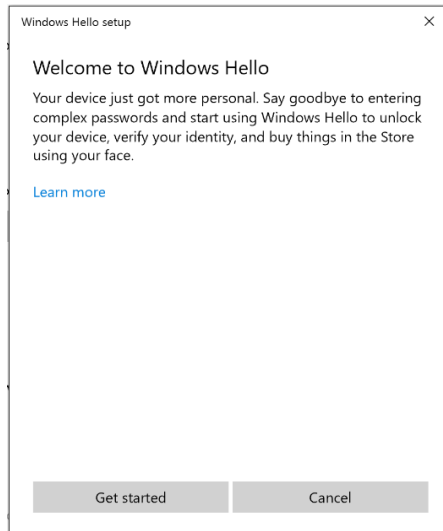 Windows Hello setup
Welcome to Windows Hello
Your device just got more personal. Say goodbye to entering
complex passwords and start using Windows Hello to unlock
your device, verify your identity, and buy things in the Store
using your face.
Learn more
Get started
Cancel